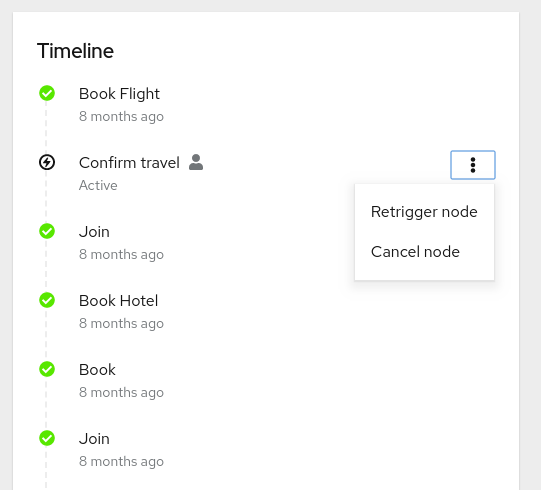 Timeline
Book Flight
8 months ago
Confirm travel
Active
Retrigger node
Cancel node
Join
8 months ago
Book Hotel
8 months ago
Book
8 months ago
Join
8 months ago